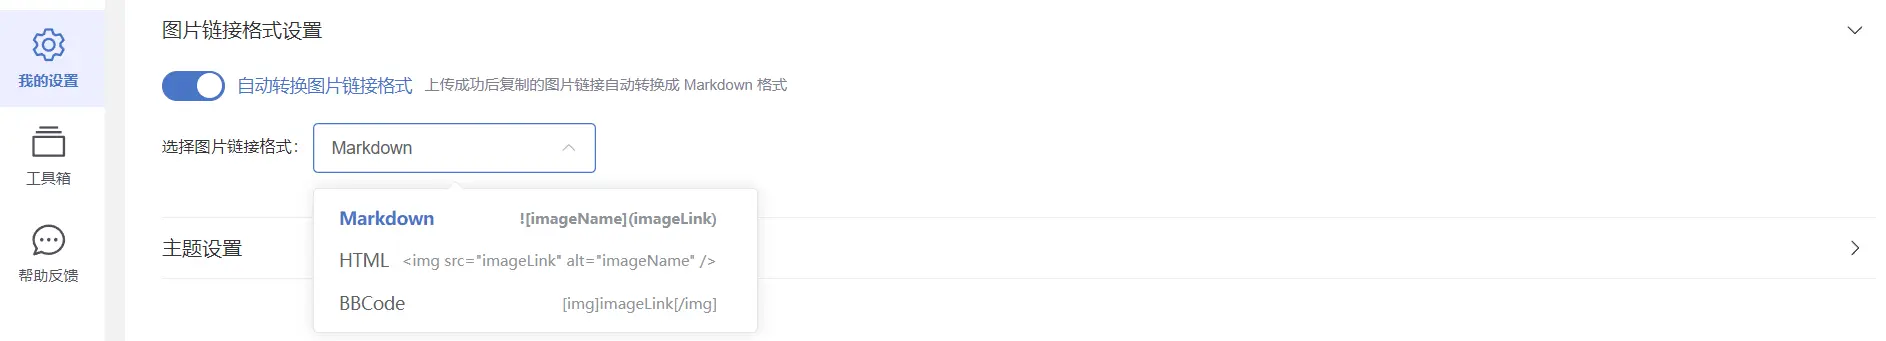 我的设置
工具箱
帮助反馈
图片链接格式设置
自动转换图片链接格式 上传成功后复制的图片链接自动转换成 Markdown 格式
选择图片链接格式： Markdown
Markdown ![imageName](imageLink)
HTML <img src="imageLink" alt="imageName" />
BBCode [img]imageLink[/img]
主题设置